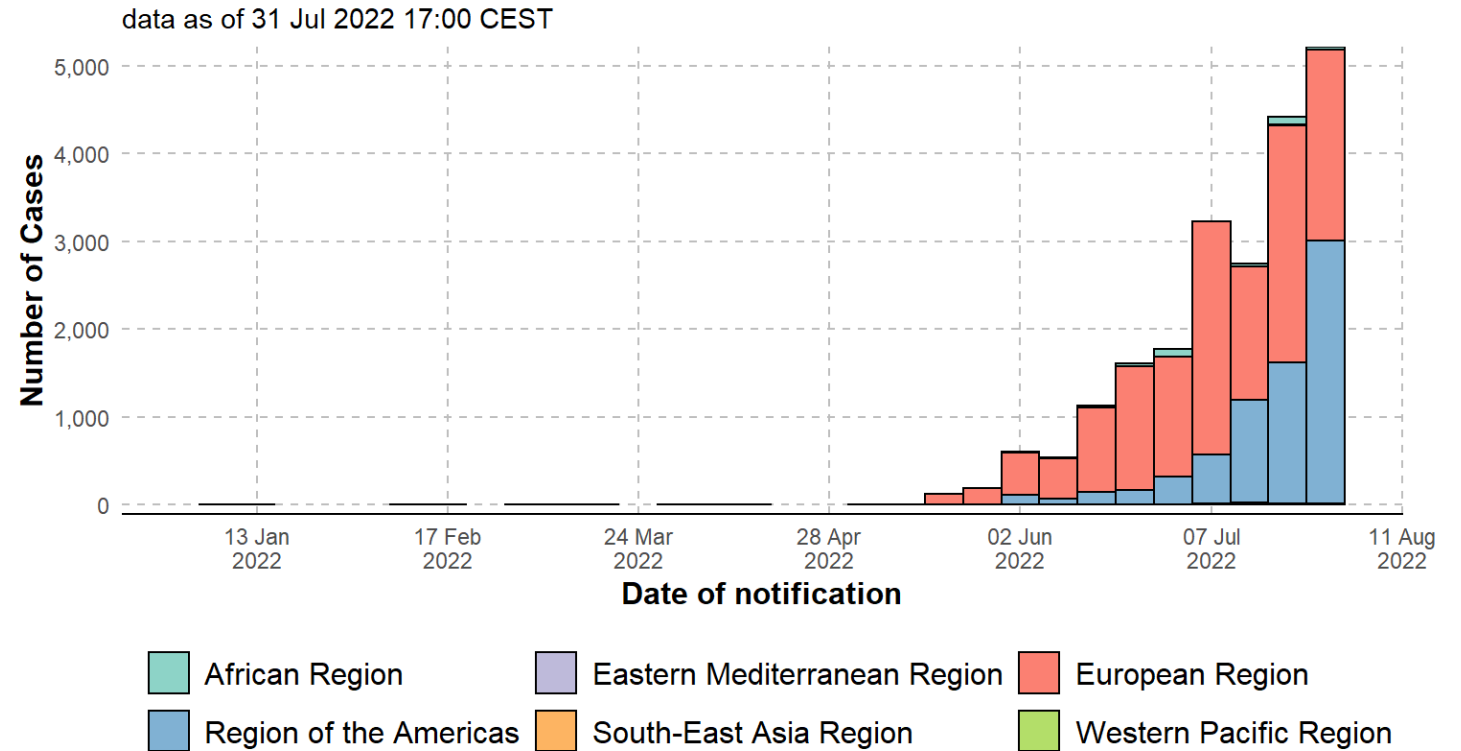 data as of 31 Jul 2022 17:00 CEST
5,000
4,000
3,000
2,000
1,000
0
Number of Cases
13 Jan 2022
17 Feb 2022
24 Mar 2022
28 Apr 2022
02 Jun 2022
07 Jul 2022
11 Aug 2022
Date of notification
African Region
Eastern Mediterranean Region
European Region
Region of the Americas
South-East Asia Region
Western Pacific Region